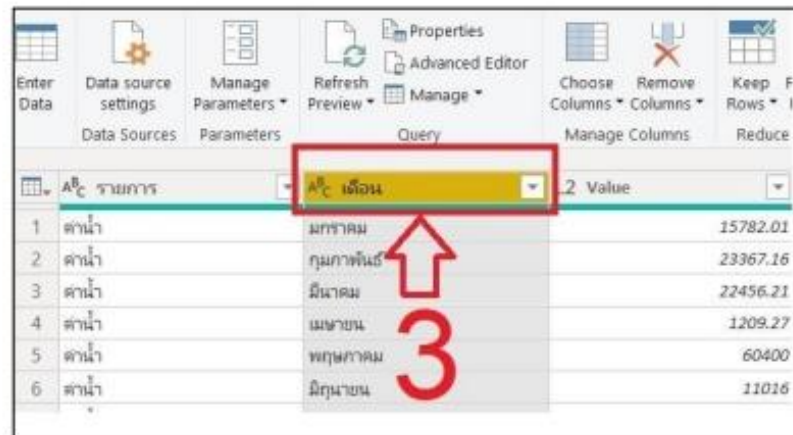 Properties
Advanced Editor
Enter Data
Data source settings
Manage Parameters
Refresh Preview
Manage
Choose Columns
Remove Columns
Keep Rows
Data Sources
Parameters
Query
Manage Columns
Reduce
ABC รายการ
ABC เดือน
.2 Value
1 ค่าน้ำ มกราคม 15782.01
2 ค่าน้ำ กุมภาพันธ์ 23367.16
3 ค่าน้ำ มีนาคม 22456.21
4 ค่าน้ำ เมษายน 1209.27
5 ค่าน้ำ พฤษภาคม 60400
6 ค่าน้ำ มิถุนายน 11016
3